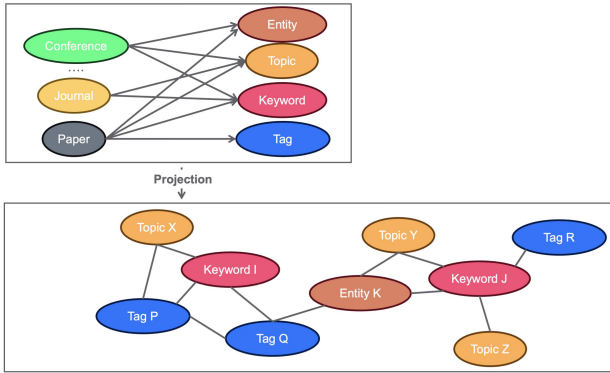 Entity
Conference
Topic
....
Journal
Keyword
Paper
Tag
Projection
Topic X
Topic Y
Tag R
Keyword I
Keyword J
Entity K
Tag P
Tag Q
Topic Z